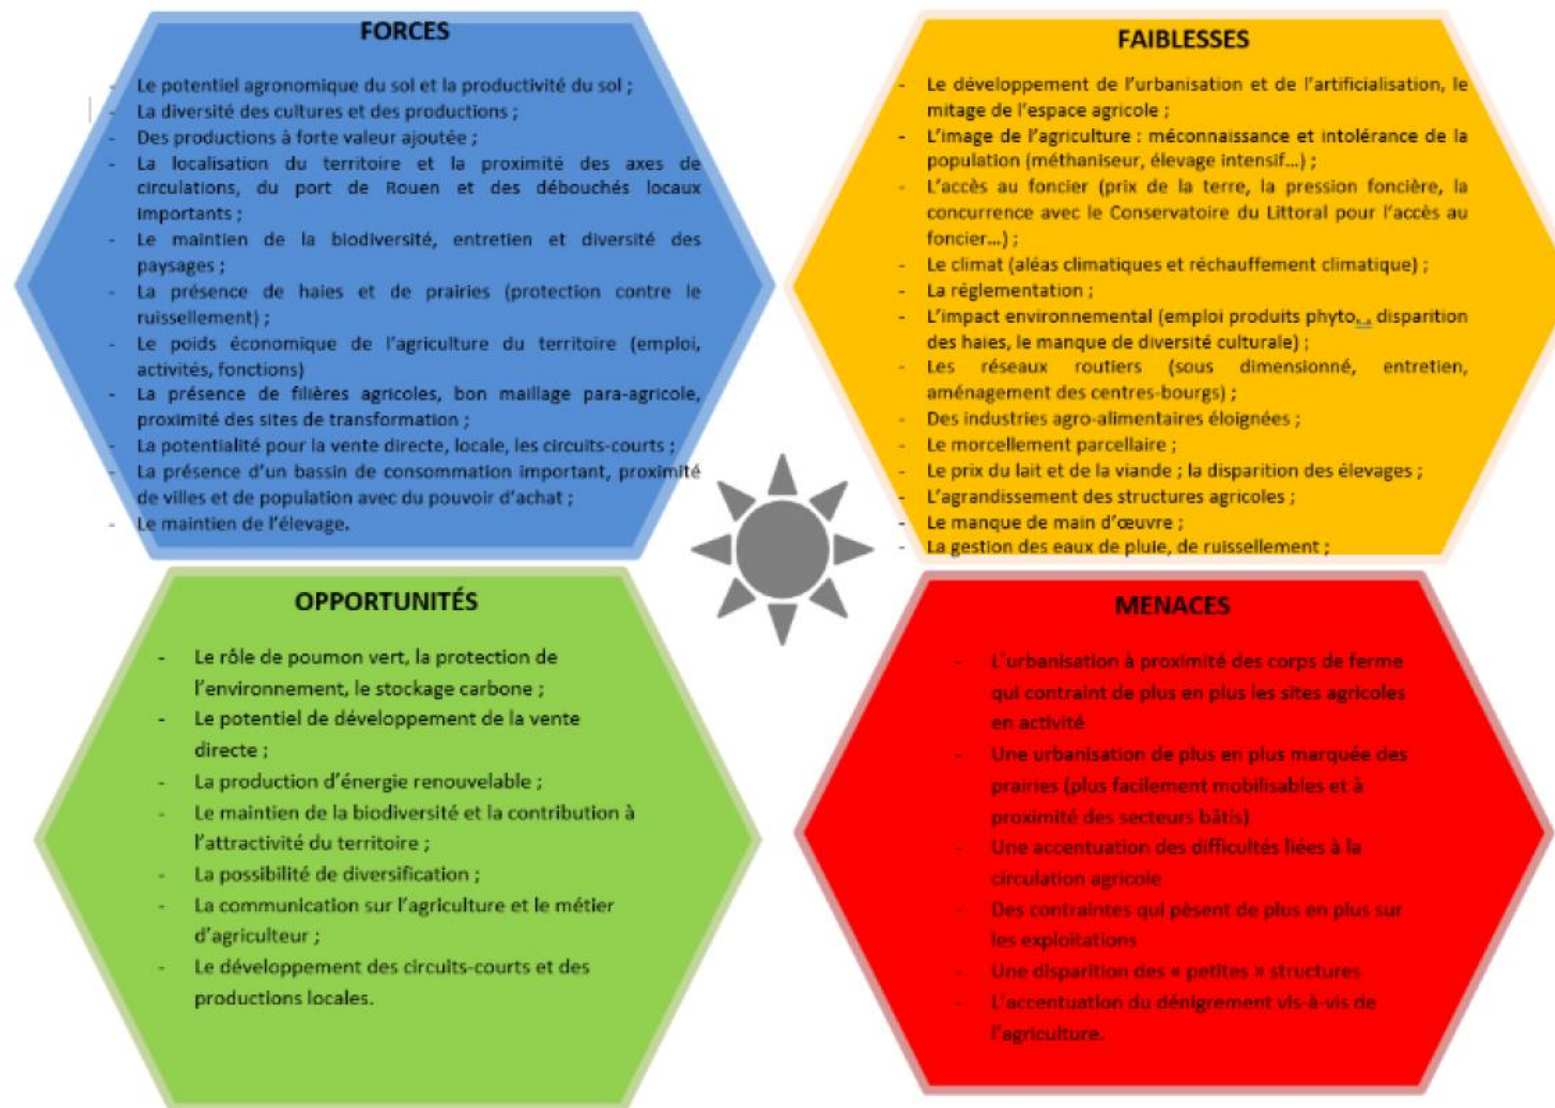 FORCES
- Le potentiel agronomique du sol et la productivité du sol ;
- La diversité des cultures et des productions ;
- Des productions à forte valeur ajoutée ;
- La localisation du territoire et la proximité des axes de
circulations, du port de Rouen et des débouchés locaux
importants ;
- Le maintien de la biodiversité, entretien et diversité des
paysages ;
- La présence de haies et de prairies (protection contre le
ruissellement) ;
- Le poids économique de l'agriculture du territoire (emploi,
activités, fonctions)
- La présence de filières agricoles, bon maillage para-agricole,
proximité des sites de transformation ;
- La potentialité pour la vente directe, locale, les circuits-courts ;
- La présence d'un bassin de consommation important, proximité
de villes et de population avec du pouvoir d'achat ;
- Le maintien de l'élevage.
FAIBLESSES
- Le développement de l'urbanisation et de l'artificialisation, le
mitage de l'espace agricole ;
- L'image de l'agriculture : méconnaissance et intolérance de la
population (méthaniseur, élevage intensif…) ;
- L'accès au foncier (prix de la terre, la pression foncière, la
concurrence avec le Conservatoire du Littoral pour l'accès au
foncier…) ;
- Le climat (aléas climatiques et réchauffement climatique) ;
- La réglementation ;
- L'impact environnemental (emploi produits phyto… disparition
des haies, le manque de diversité culturale) ;
- Les réseaux routiers (sous dimensionné, entretien,
aménagement des centres-bourgs) ;
- Des industries agro-alimentaires éloignées ;
- Le morcellement parcellaire ;
- Le prix du lait et de la viande ; la disparition des élevages ;
- L'agrandissement des structures agricoles ;
- Le manque de main d'œuvre ;
- La gestion des eaux de pluie, de ruissellement ;
OPPORTUNITÉS
- Le rôle de poumon vert, la protection de
l'environnement, le stockage carbone ;
- Le potentiel de développement de la vente
directe ;
- La production d'énergie renouvelable ;
- Le maintien de la biodiversité et la contribution à
l'attractivité du territoire ;
- La possibilité de diversification ;
- La communication sur l'agriculture et le métier
d'agriculteur ;
- Le développement des circuits-courts et des
productions locales.
MENACES
- L'urbanisation à proximité des corps de ferme
qui contraint de plus en plus les sites agricoles
en activité
- Une urbanisation de plus en plus marquée des
prairies (plus facilement mobilisables et à
proximité des secteurs bâtis)
- Une accentuation des difficultés liées à la
circulation agricole
- Des contraintes qui pèsent de plus en plus sur
les exploitations
- Une disparition des « petites » structures
- L'accentuation du dénigrement vis-à-vis de
l'agriculture.